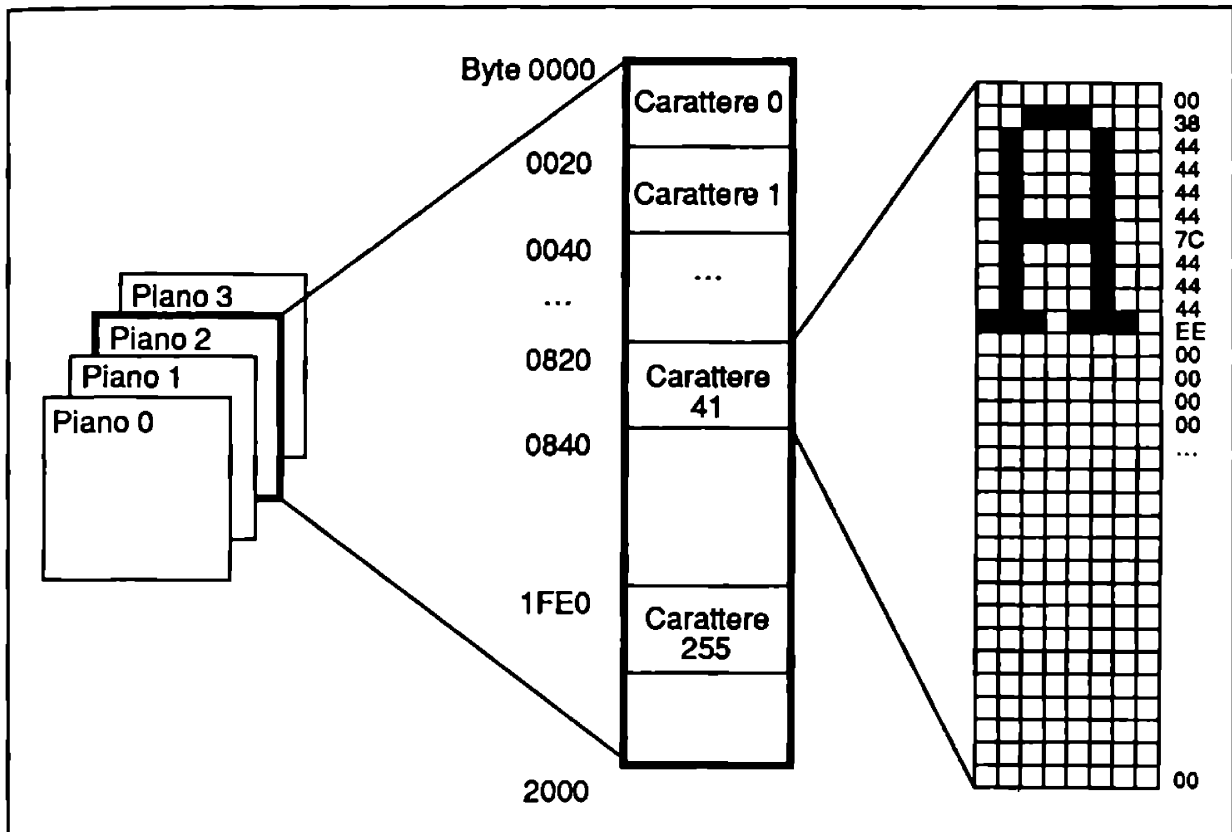 Piano 3
Piano 2
Piano 1
Piano 0
Byte 0000
0020
0040
...
0820
0840
1FE0
2000
Carattere 0
Carattere 1
...
Carattere
41
Carattere
255
00
38
44
44
44
44
7C
44
44
44
EE
00
00
00
00
...
00